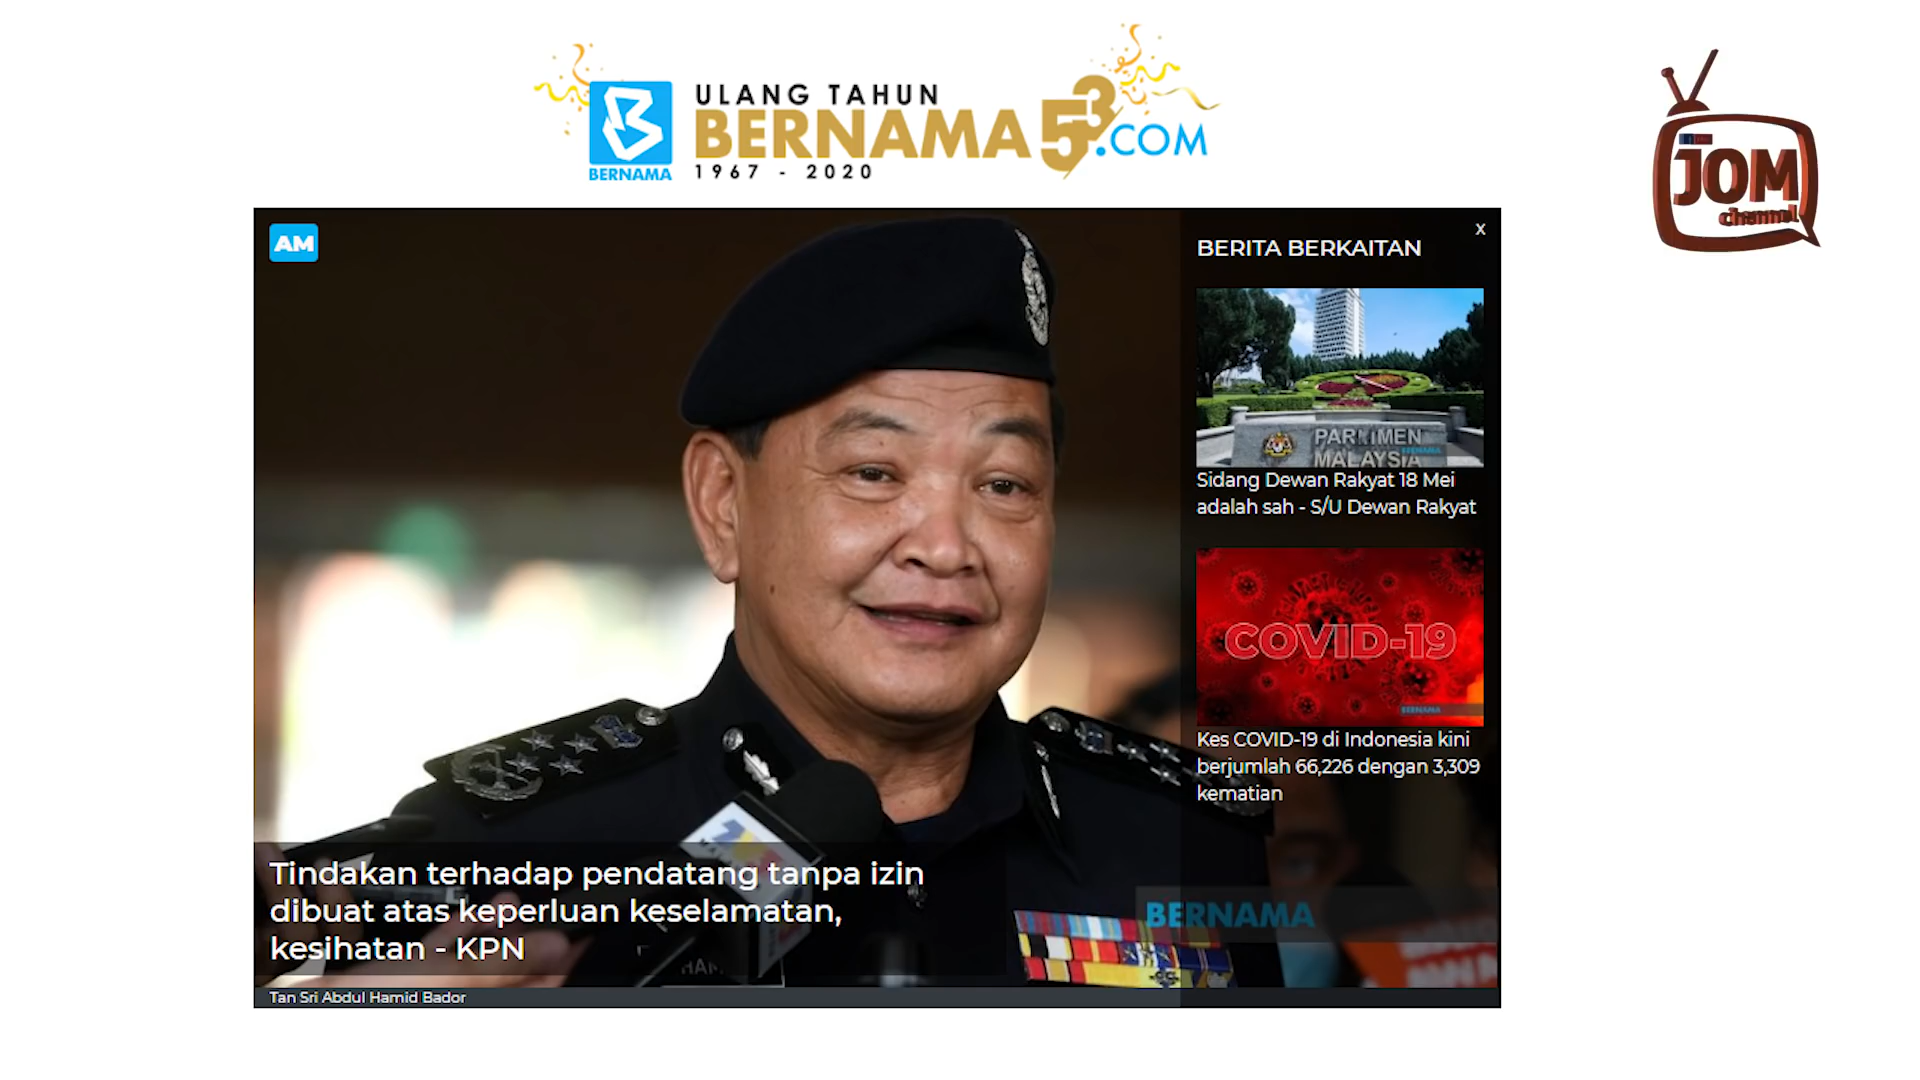 ULANG TAHUN
BERNAMA 53.COM
BERNAMA
1967 - 2020
JOM
channel
AM
BERITA BERKAITAN
X
PARLIMEN
MALAYSIA
BERNAMA
Sidang Dewan Rakyat 18 Mei
adalah sah - S/U Dewan Rakyat
COVID-19
BERNAMA
Kes COVID-19 di Indonesia kini
berjumlah 66,226 dengan 3,309
kematian
Tindakan terhadap pendatang tanpa izin
dibuat atas keperluan keselamatan,
kesihatan - KPN
BERNAMA
Tan Sri Abdul Hamid Bador